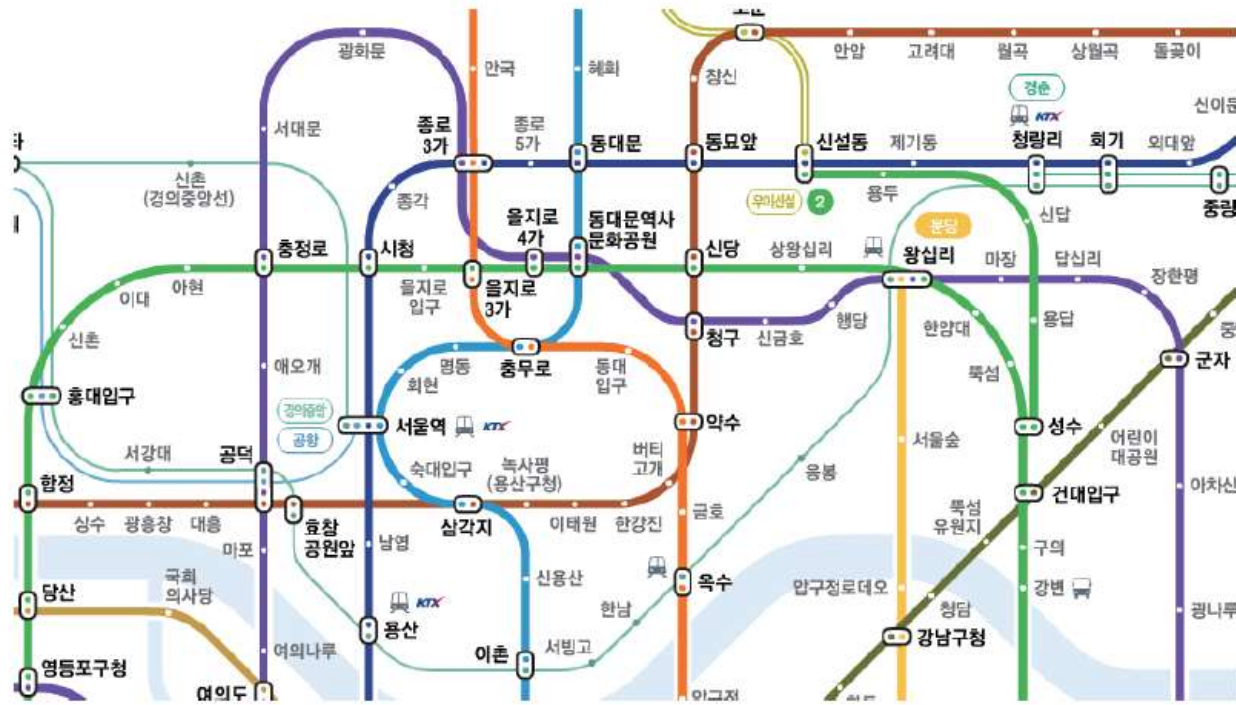 광화문
안국
혜화
안암
고려대
월곡
상월곡
돌곶이
창신
경춘
KTX
신이문
서대문
종로
3가
종로
5가
동대문
동묘앞
신설동
제기동
청량리
회기
외대앞
신촌
(경의중앙선)
종각
우이신설
2
용두
중랑
을지로
4가
동대문역사
문화공원
신답
분당
충정로
시청
신당
상왕십리
왕십리
마장
답십리
장한평
이대
아현
을지로
입구
을지로
3가
신촌
청구
신금호
행당
한양대
용답
군자
애오개
명동
회현
충무로
동대
입구
뚝섬
홍대입구
경의중앙
공항
서울역
KTX
약수
성수
서강대
공덕
숙대입구
녹사평
(용산구청)
버티
고개
서울숲
어린이
대공원
응봉
합정
건대입구
아차산
상수
광흥창
대흥
효창
공원앞
삼각지
이태원
한강진
금호
뚝섬
유원지
마포
남영
구의
국회
의사당
신용산
옥수
압구정로데오
강변
당산
KTX
한남
청담
광나루
용산
강남구청
여의나루
이촌
서빙고
영등포구청
여의도